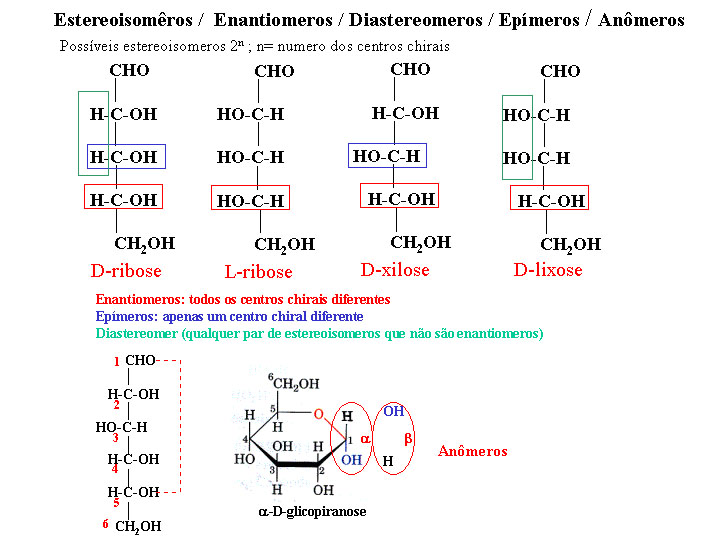 Estereoisomêros / Enantiomeros / Diastereomeros / Epímeros / Anômeros
Possíveis estereoisomeros 2ⁿ ; n= numero dos centros chirais
CHO CHO CHO CHO
H-C-OH HO-C-H H-C-OH HO-C-H
H-C-OH HO-C-H HO-C-H HO-C-H
H-C-OH HO-C-H H-C-OH H-C-OH
CH₂OH CH₂OH CH₂OH CH₂OH
D-ribose L-ribose D-xilose D-lixose
Enantiomeros: todos os centros chirais diferentes
Epímeros: apenas um centro chiral diferente
Diastereomer (qualquer par de estereoisomeros que não são enantiomeros)
1 CHO
H-C-OH
2
HO-C-H
3
H-C-OH
4
H-C-OH
5
6 CH₂OH
6
CH₂OH
5 O H OH
H H
4 OH H 1 α β
HO OH H
3 2
H OH
α-D-glicopiranose
Anômeros